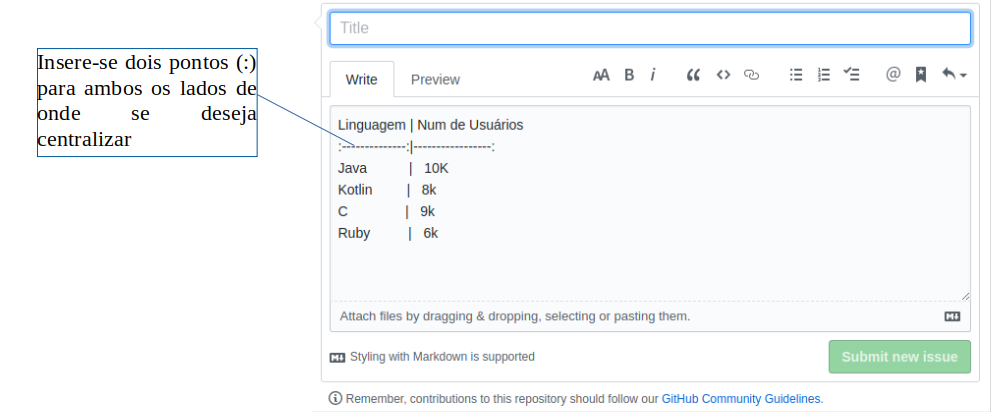 Insere-se dois pontos (:)
para ambos os lados de
onde se deseja
centralizar
Title
Write Preview
AA B i
Linguagem | Num de Usuários
:--------------:|-----------------:
Java | 10K
Kotlin | 8k
C | 9k
Ruby | 6k
Attach files by dragging & dropping, selecting or pasting them.
Styling with Markdown is supported
Submit new issue
Remember, contributions to this repository should follow our GitHub Community Guidelines.